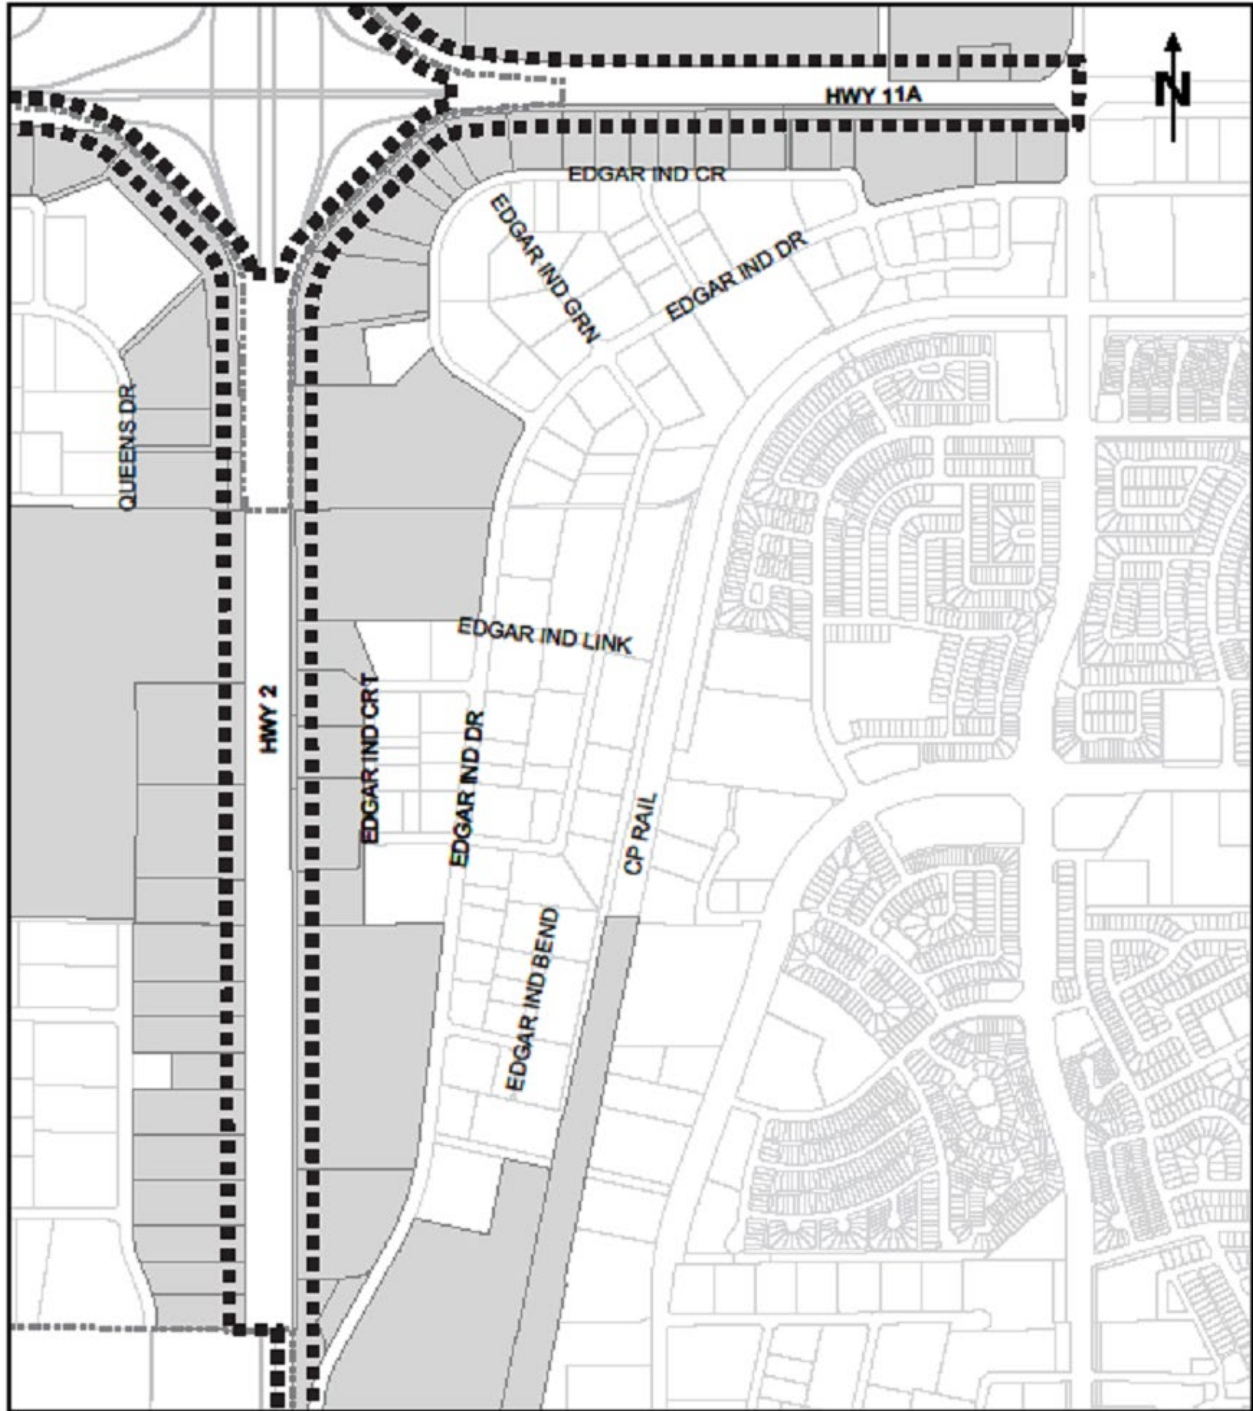 HWY 11A
N
EDGAR IND CR
EDGAR IND GRN
EDGAR IND DR
QUEENS DR
EDGAR IND LINK
HWY 2
EDGAR IND CRT
EDGAR IND DR
CP RAIL
EDGAR IND BEND